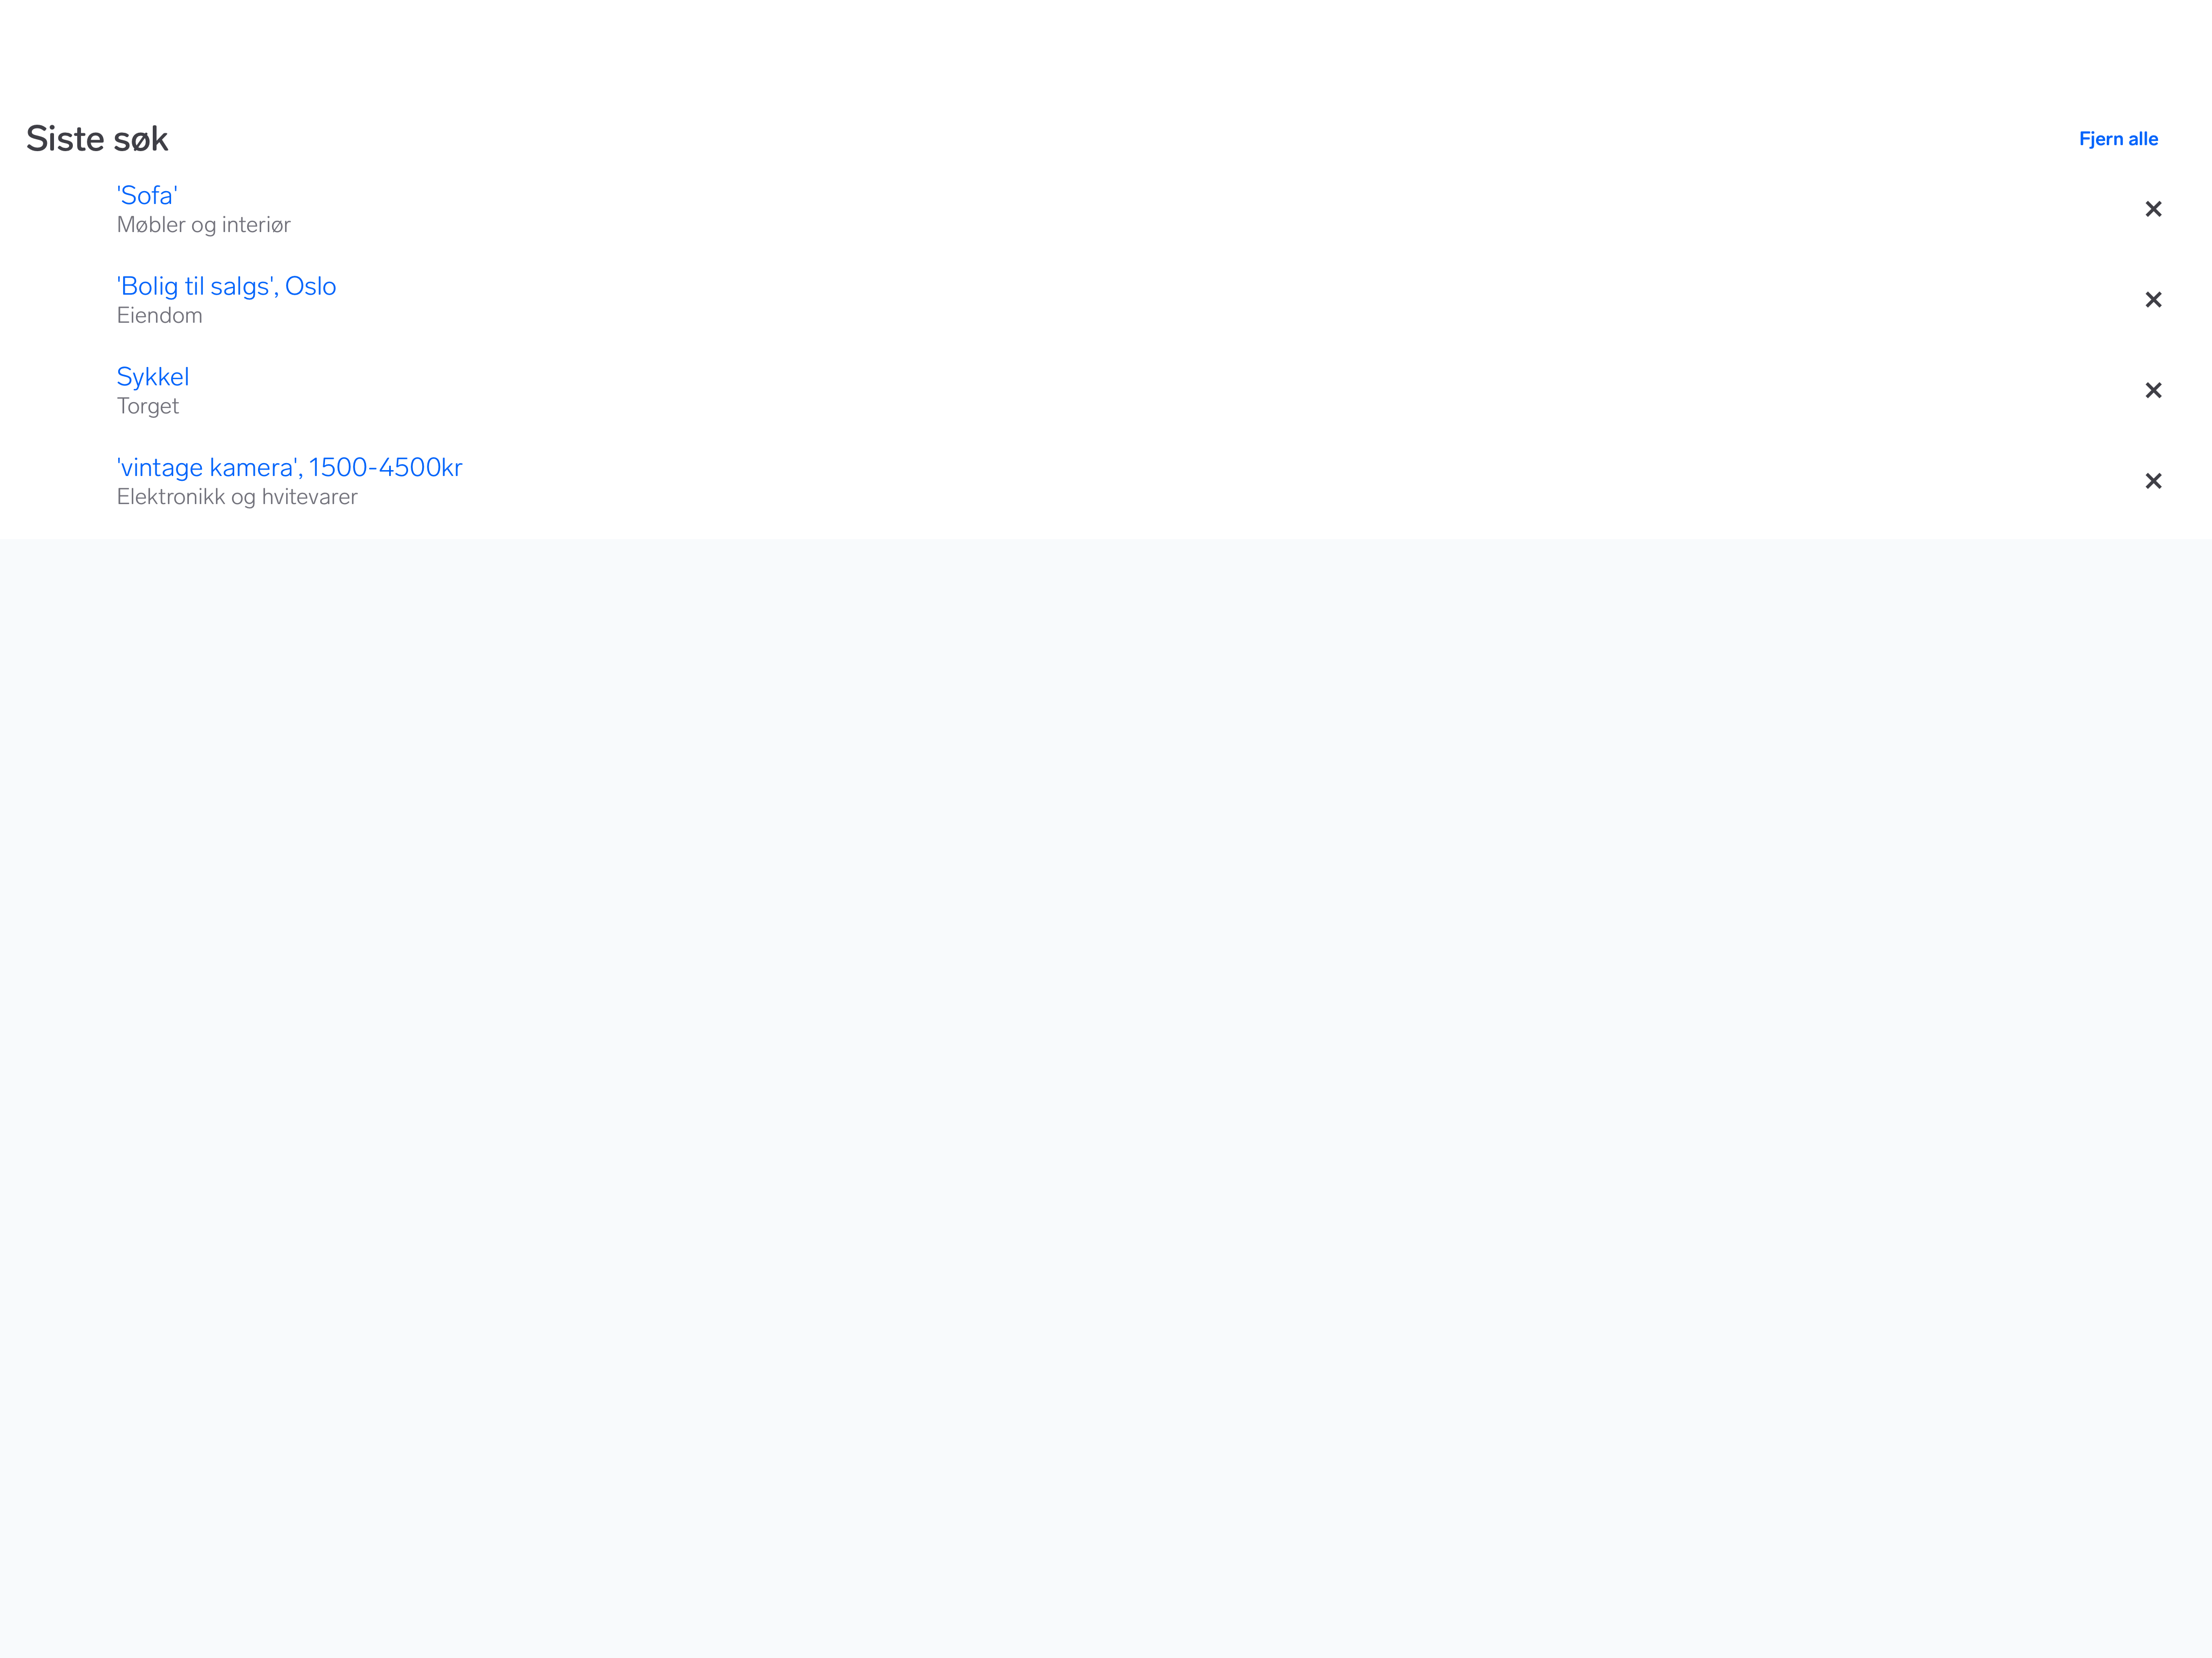 Siste søk
Fjern alle
'Sofa'
Møbler og interiør
'Bolig til salgs', Oslo
Eiendom
Sykkel
Torget
'vintage kamera', 1500-4500kr
Elektronikk og hvitevarer